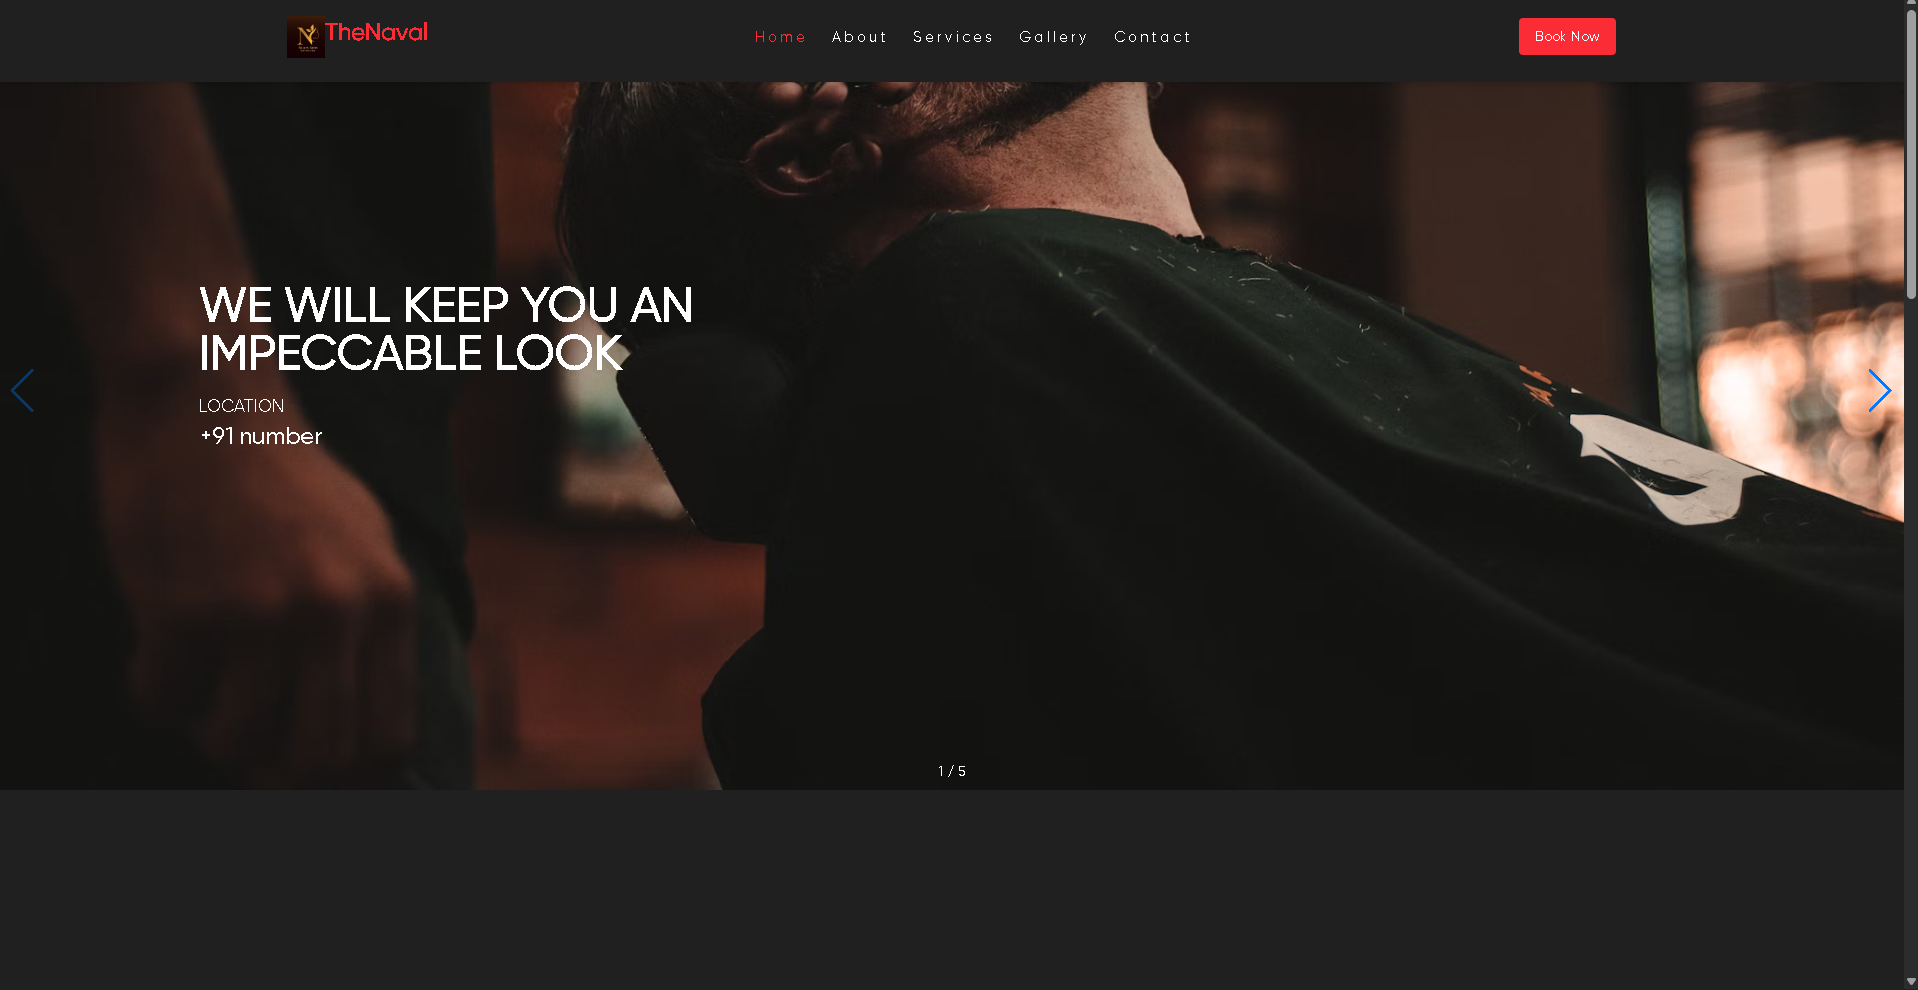 TheNaval
Home About Services Gallery Contact
Book Now
WE WILL KEEP YOU AN
IMPECCABLE LOOK
LOCATION
+91 number
1 / 5